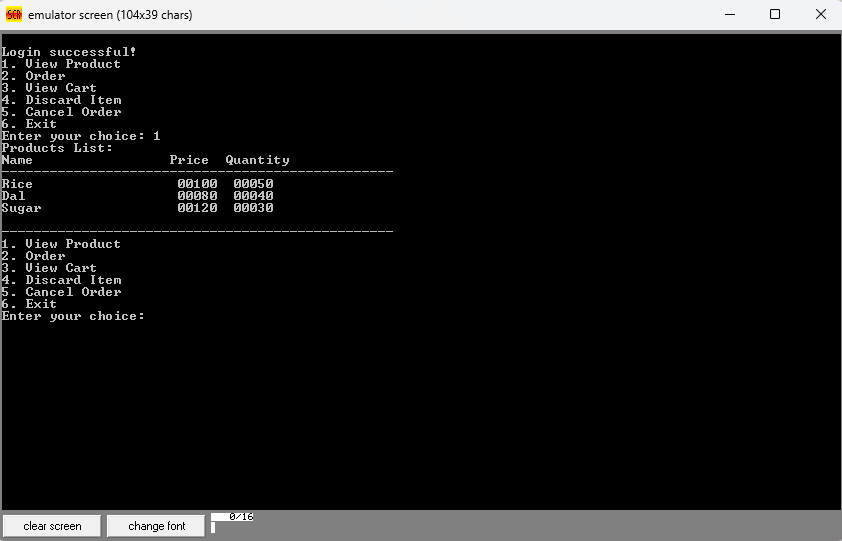 SCR emulator screen (104x39 chars)
Login successful!
1. View Product
2. Order
3. View Cart
4. Discard Item
5. Cancel Order
6. Exit
Enter your choice: 1
Products List:
Name Price Quantity
-------------------------------------------------
Rice 00100 00050
Dal 00080 00040
Sugar 00120 00030
-------------------------------------------------
1. View Product
2. Order
3. View Cart
4. Discard Item
5. Cancel Order
6. Exit
Enter your choice:
clear screen change font 0/16